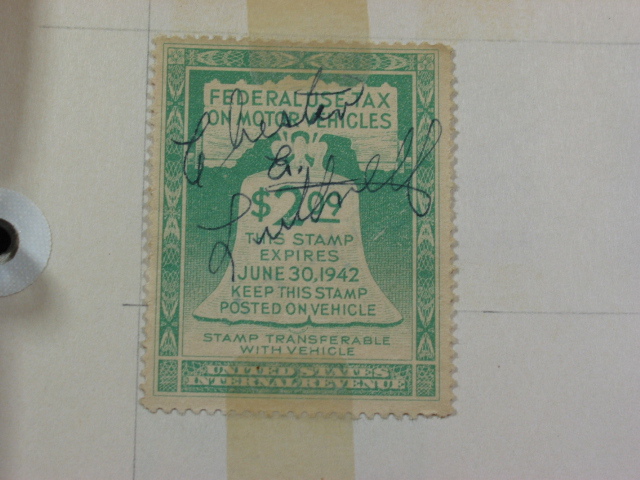 FEDERAL USE TAX
ON MOTOR VEHICLES
Chester
$2.09
THIS STAMP
EXPIRES
JUNE 30, 1942
KEEP THIS STAMP
POSTED ON VEHICLE
STAMP TRANSFERABLE
WITH VEHICLE
UNITED STATES
INTERNAL REVENUE